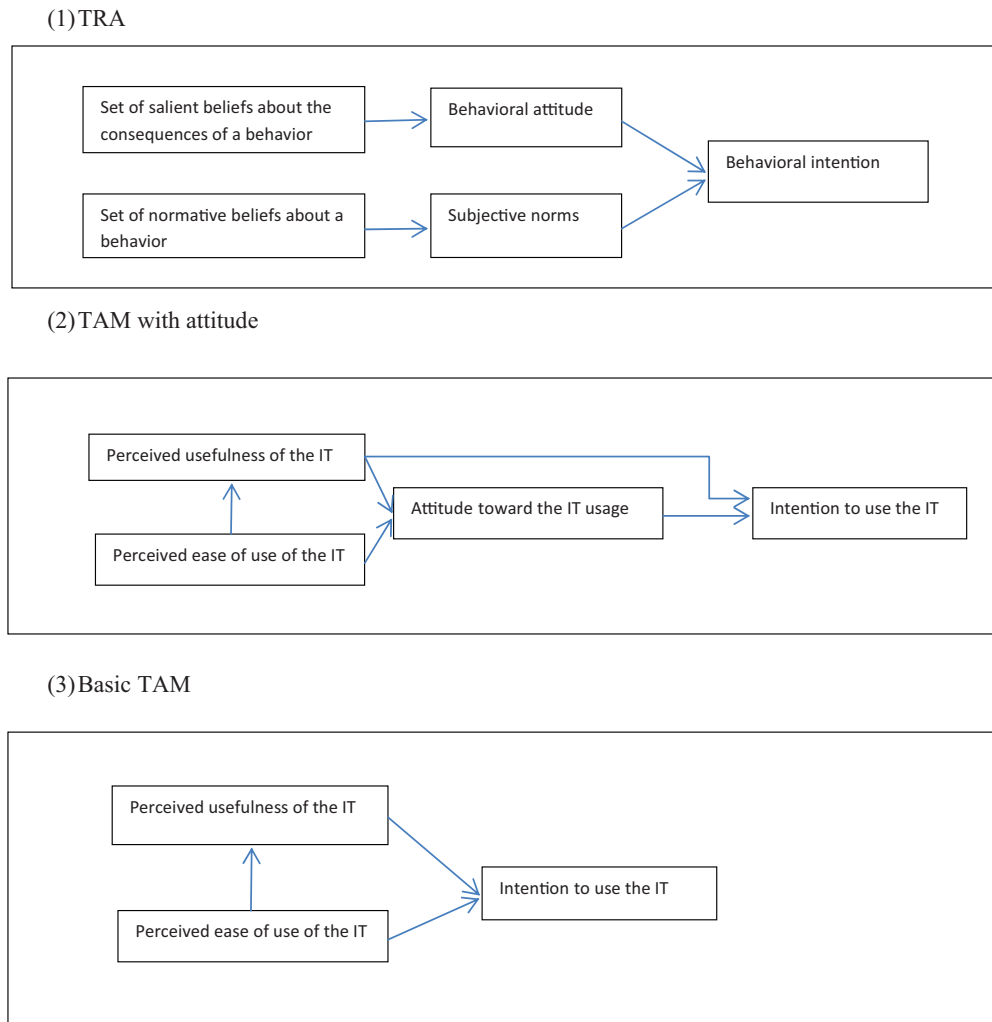 (1) TRA
Set of salient beliefs about the
consequences of a behavior
Behavioral attitude
Behavioral intention
Set of normative beliefs about a
behavior
Subjective norms
(2) TAM with attitude
Perceived usefulness of the IT
Attitude toward the IT usage
Intention to use the IT
Perceived ease of use of the IT
(3) Basic TAM
Perceived usefulness of the IT
Intention to use the IT
Perceived ease of use of the IT